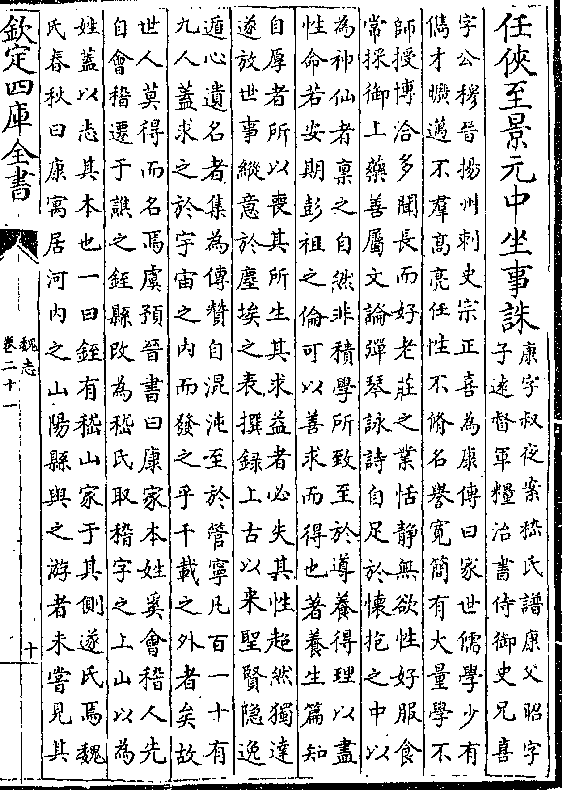 任俠至景元中坐事誅
康字叔夜案嵇氏譜康父昭字
子遠督軍糧治書侍御史兄喜
字公穆晉揚州刺史宗正喜為康傳曰家世儒學少有
儁才曠邁不羣髙亮任性不脩名譽寛簡有大量學不
師授博洽多聞長而好老莊之業恬靜無欲性好服食
常採御上藥善屬文論彈琴詠詩自足於懐抱之中以
為神仙者稟之自然非積學所致至於導養得理以盡
性命若安期彭祖之倫可以善求而得也著養生篇知
自厚者所以喪其所生其求益者必失其性超然獨達
遂放世事縱意於塵埃之表撰録上古以来聖賢隠逸
遁心遺名者集為傳贊自混沌至於管寧凡百一十有
九人蓋求之於宇宙之内而發之乎千載之外者矣故
世人莫得而名焉虞預晉書曰康家本姓奚會稽人先
自會稽遷于譙之銍縣改為嵇氏取稽字之上山以為
姓蓋以志其本也一曰銍有嵇山家于其側遂氏焉魏
氏春秋曰康寓居河内之山陽縣與之游者未嘗見其
欽定四庫全書
魏志
卷二十一
十